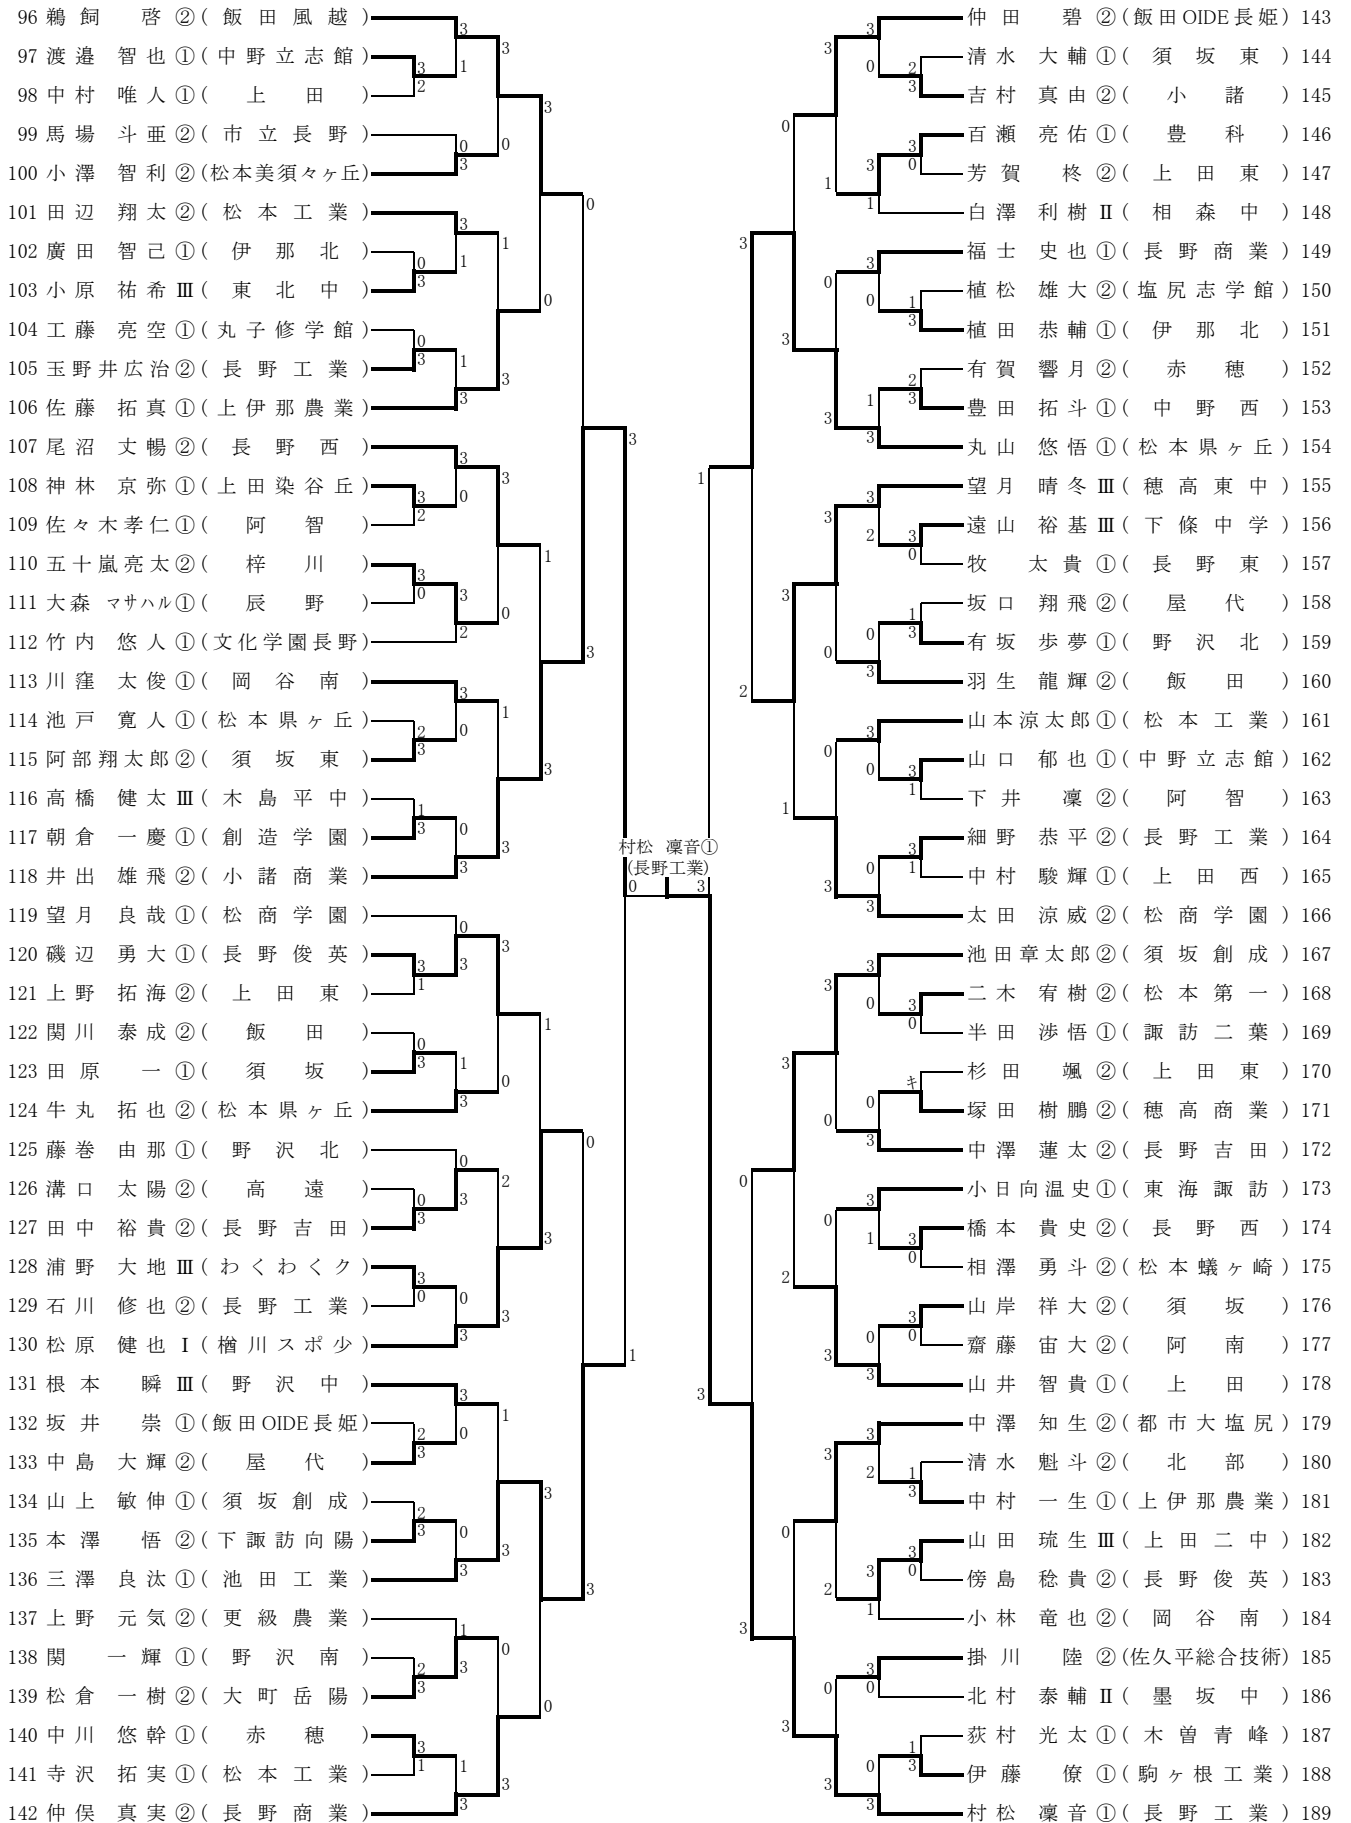 96 鵜飼 啓 ② (飯田風越)
97 渡邉 智也 ① (中野立志館)
98 中村 唯人 ① (上田)
99 馬場 斗亜 ② (市立長野)
100 小澤 智利 ② (松本美須々ヶ丘)
101 田辺 翔太 ② (松本工業)
102 廣田 智己 ① (伊那北)
103 小原 祐希 Ⅲ (東北中)
104 工藤 亮空 ① (丸子修学館)
105 玉野井広治 ② (長野工業)
106 佐藤 拓真 ① (上伊那農業)
107 尾沼 丈暢 ② (長野西)
108 神林 京弥 ① (上田染谷丘)
109 佐々木孝仁 ① (阿智)
110 五十嵐亮太 ② (梓川)
111 大森 マサハル ① (辰野)
112 竹内 悠人 ① (文化学園長野)
113 川窪 太俊 ① (岡谷南)
114 池戸 寛人 ① (松本県ヶ丘)
115 阿部翔太郎 ② (須坂東)
116 高橋 健太 Ⅲ (木島平中)
117 朝倉 一慶 ① (創造学園)
118 井出 雄飛 ② (小諸商業)
119 望月 良哉 ① (松商学園)
120 磯辺 勇大 ① (長野俊英)
121 上野 拓海 ② (上田東)
122 関川 泰成 ② (飯田)
123 田原 一 ① (須坂)
124 牛丸 拓也 ② (松本県ヶ丘)
125 藤巻 由那 ① (野沢北)
126 溝口 太陽 ② (高遠)
127 田中 裕貴 ② (長野吉田)
128 浦野 大地 Ⅲ (わくわくク)
129 石川 修也 ② (長野工業)
130 松原 健也 Ⅰ (楢川スポ少)
131 根本 瞬 Ⅲ (野沢中)
132 坂井 崇 ① (飯田OIDE長姫)
133 中島 大輝 ② (屋代)
134 山上 敏伸 ① (須坂創成)
135 本澤 悟 ② (下諏訪向陽)
136 三澤 良汰 ① (池田工業)
137 上野 元気 ② (更級農業)
138 関 一輝 ① (野沢南)
139 松倉 一樹 ② (大町岳陽)
140 中川 悠幹 ① (赤穂)
141 寺沢 拓実 ① (松本工業)
142 仲俣 真実 ② (長野商業)
村松 凜音①
(長野工業)
0 3
仲田 碧 ② (飯田OIDE長姫) 143
清水 大輔 ① (須坂東) 144
吉村 真由 ② (小諸) 145
百瀬 亮佑 ① (豊科) 146
芳賀 柊 ② (上田東) 147
白澤 利樹 Ⅱ (相森中) 148
福士 史也 ① (長野商業) 149
植松 雄大 ② (塩尻志学館) 150
植田 恭輔 ① (伊那北) 151
有賀 響月 ② (赤穂) 152
豊田 拓斗 ① (中野西) 153
丸山 悠悟 ① (松本県ヶ丘) 154
望月 晴冬 Ⅲ (穂高東中) 155
遠山 裕基 Ⅲ (下條中学) 156
牧 太貴 ① (長野東) 157
坂口 翔飛 ② (屋代) 158
有坂 歩夢 ① (野沢北) 159
羽生 龍輝 ② (飯田) 160
山本涼太郎 ① (松本工業) 161
山口 郁也 ① (中野立志館) 162
下井 凜 ② (阿智) 163
細野 恭平 ② (長野工業) 164
中村 駿輝 ① (上田西) 165
太田 涼威 ② (松商学園) 166
池田章太郎 ② (須坂創成) 167
二木 宥樹 ② (松本第一) 168
半田 渉悟 ① (諏訪二葉) 169
杉田 颯 ② (上田東) 170
キ
塚田 樹鵬 ② (穂高商業) 171
中澤 蓮太 ② (長野吉田) 172
小日向温史 ① (東海諏訪) 173
橋本 貴史 ② (長野西) 174
相澤 勇斗 ② (松本蟻ヶ崎) 175
山岸 祥大 ② (須坂) 176
齋藤 宙大 ② (阿南) 177
山井 智貴 ① (上田) 178
中澤 知生 ② (都市大塩尻) 179
清水 魁斗 ② (北部) 180
中村 一生 ① (上伊那農業) 181
山田 琉生 Ⅲ (上田二中) 182
傍島 稔貴 ② (長野俊英) 183
小林 竜也 ② (岡谷南) 184
掛川 陸 ② (佐久平総合技術) 185
北村 泰輔 Ⅱ (墨坂中) 186
荻村 光太 ① (木曽青峰) 187
伊藤 僚 ① (駒ヶ根工業) 188
村松 凜音 ① (長野工業) 189